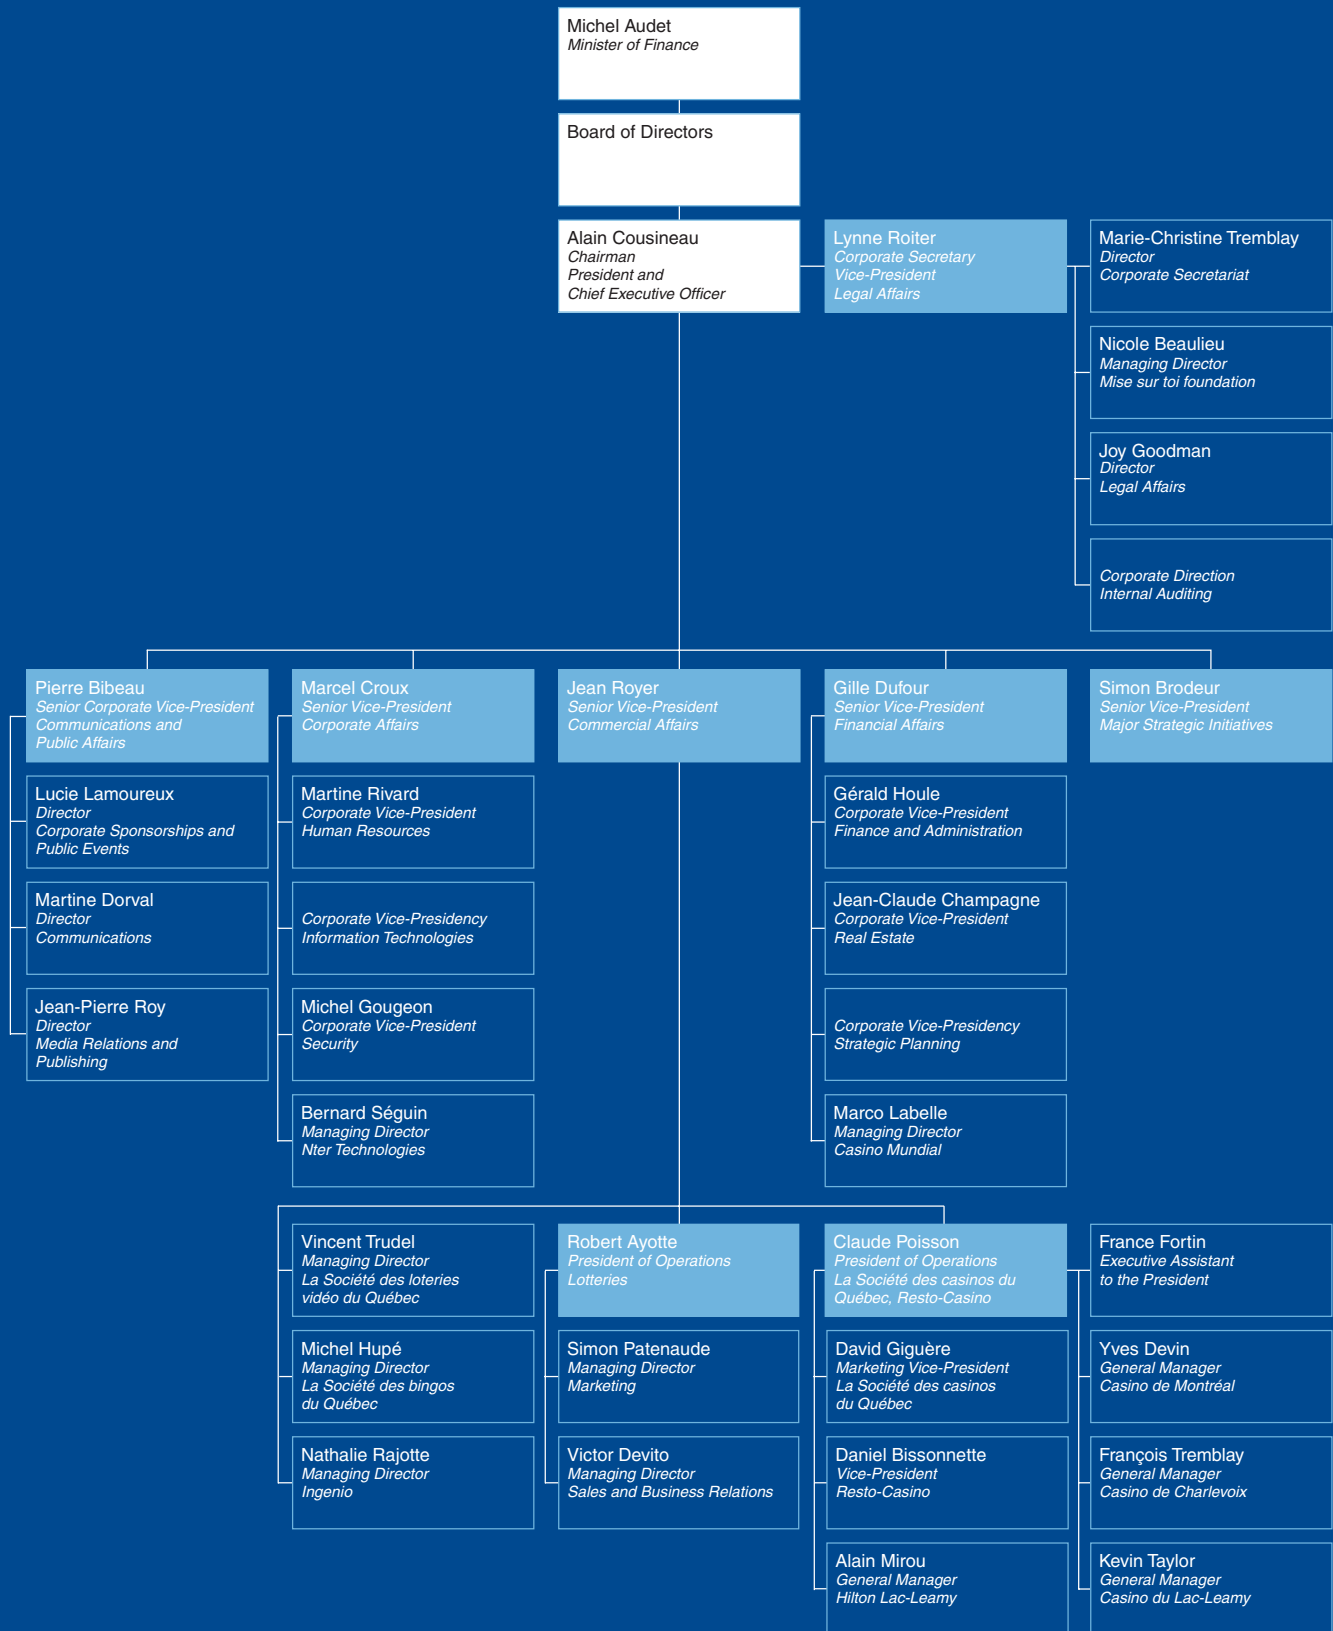 Michel Audet
Minister of Finance
Board of Directors
Alain Cousineau
Chairman
President and
Chief Executive Officer
Lynne Roiter
Corporate Secretary
Vice-President
Legal Affairs
Marie-Christine Tremblay
Director
Corporate Secretariat
Nicole Beaulieu
Managing Director
Mise sur toi foundation
Joy Goodman
Director
Legal Affairs
Corporate Direction
Internal Auditing
Pierre Bibeau
Senior Corporate Vice-President
Communications and
Public Affairs
Lucie Lamoureux
Director
Corporate Sponsorships and
Public Events
Martine Dorval
Director
Communications
Jean-Pierre Roy
Director
Media Relations and
Publishing
Marcel Croux
Senior Vice-President
Corporate Affairs
Martine Rivard
Corporate Vice-President
Human Resources
Corporate Vice-Presidency
Information Technologies
Michel Gougeon
Corporate Vice-President
Security
Bernard Séguin
Managing Director
Nter Technologies
Jean Royer
Senior Vice-President
Commercial Affairs
Gille Dufour
Senior Vice-President
Financial Affairs
Gérald Houle
Corporate Vice-President
Finance and Administration
Jean-Claude Champagne
Corporate Vice-President
Real Estate
Corporate Vice-Presidency
Strategic Planning
Marco Labelle
Managing Director
Casino Mundial
Simon Brodeur
Senior Vice-President
Major Strategic Initiatives
Vincent Trudel
Managing Director
La Société des loteries
vidéo du Québec
Michel Hupé
Managing Director
La Société des bingos
du Québec
Nathalie Rajotte
Managing Director
Ingenio
Robert Ayotte
President of Operations
Lotteries
Simon Patenaude
Managing Director
Marketing
Victor Devito
Managing Director
Sales and Business Relations
Claude Poisson
President of Operations
La Société des casinos du
Québec, Resto-Casino
David Giguère
Marketing Vice-President
La Société des casinos
du Québec
Daniel Bissonnette
Vice-President
Resto-Casino
Alain Mirou
General Manager
Hilton Lac-Leamy
France Fortin
Executive Assistant
to the President
Yves Devin
General Manager
Casino de Montréal
François Tremblay
General Manager
Casino de Charlevoix
Kevin Taylor
General Manager
Casino du Lac-Leamy